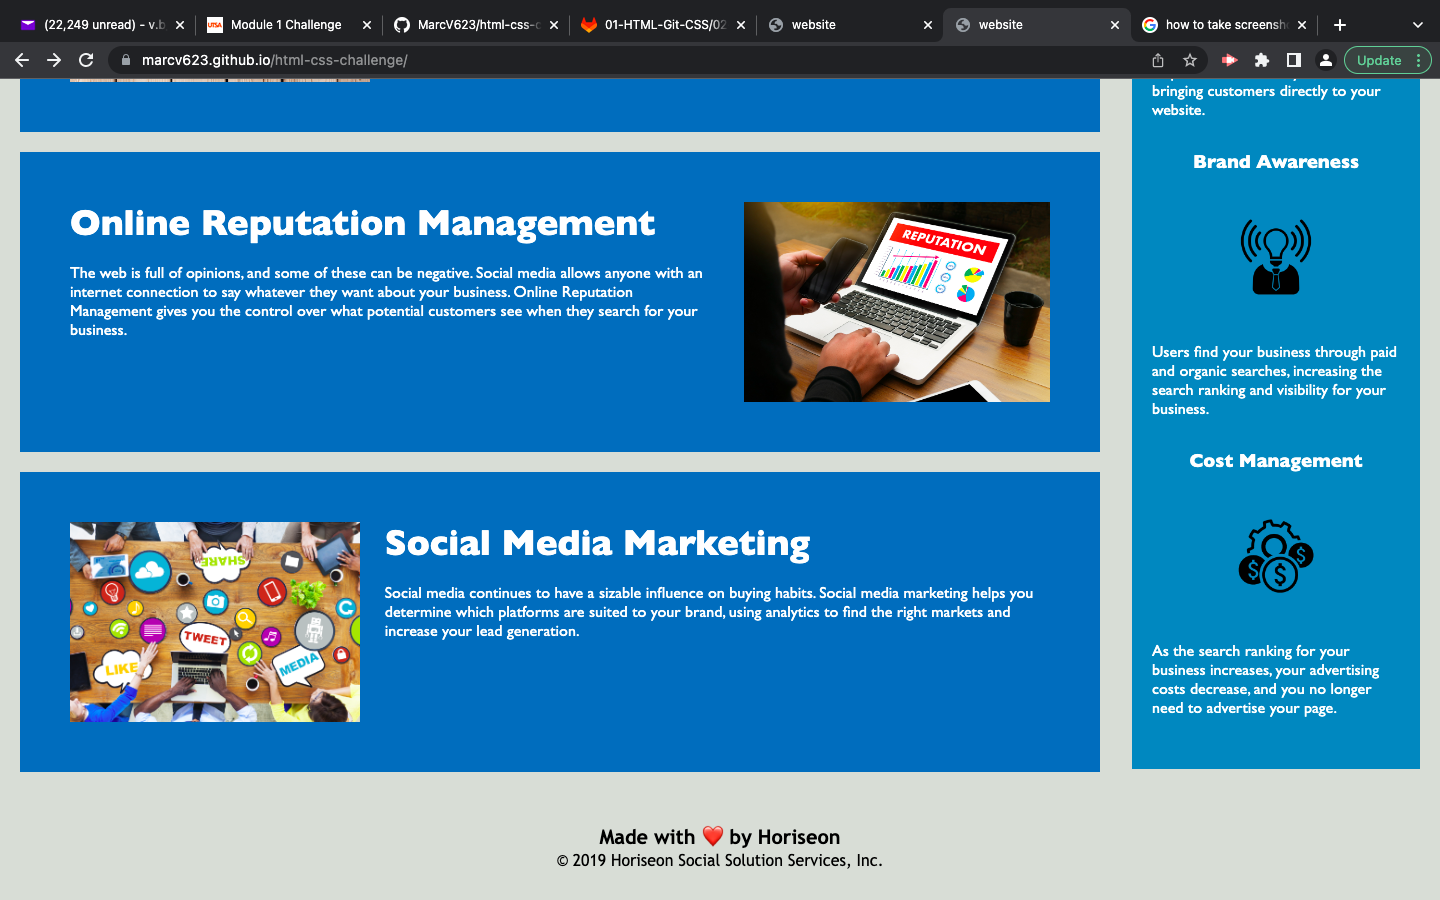 (22,249 unread) - v.b
Module 1 Challenge
MarcV623/html-css-c
01-HTML-Git-CSS/02
website
website
how to take screensh
marcv623.github.io/html-css-challenge/
Update
bringing customers directly to your
website.
Online Reputation Management
The web is full of opinions, and some of these can be negative. Social media allows anyone with an
internet connection to say whatever they want about your business. Online Reputation
Management gives you the control over what potential customers see when they search for your
business.
REPUTATION
Brand Awareness
Users find your business through paid
and organic searches, increasing the
search ranking and visibility for your
business.
SHARE
TWEET
LIKE
MEDIA
Social Media Marketing
Social media continues to have a sizable influence on buying habits. Social media marketing helps you
determine which platforms are suited to your brand, using analytics to find the right markets and
increase your lead generation.
Cost Management
As the search ranking for your
business increases, your advertising
costs decrease, and you no longer
need to advertise your page.
Made with ❤️ by Horiseon
© 2019 Horiseon Social Solution Services, Inc.